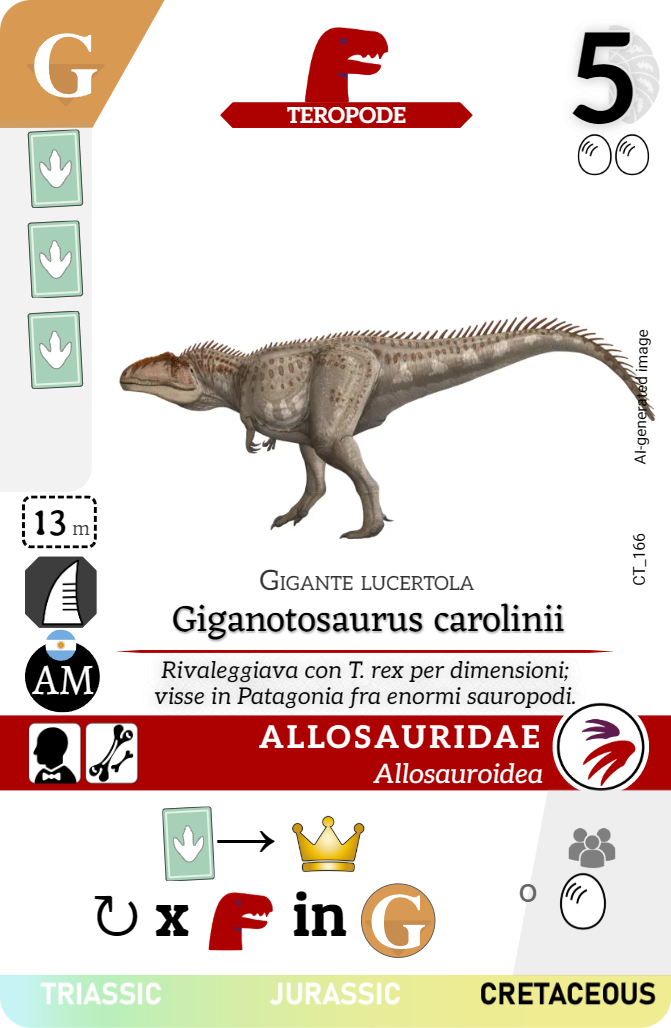 G
TEROPODE
5
AI-generated image
CT_166
13 m
GIGANTE LUCERTOLA
Giganotosaurus carolinii
AM
Rivaleggiava con T. rex per dimensioni;
visse in Patagonia fra enormi sauropodi.
ALLOSAURIDAE
Allosauroidea
o
x in G
TRIASSIC JURASSIC CRETACEOUS